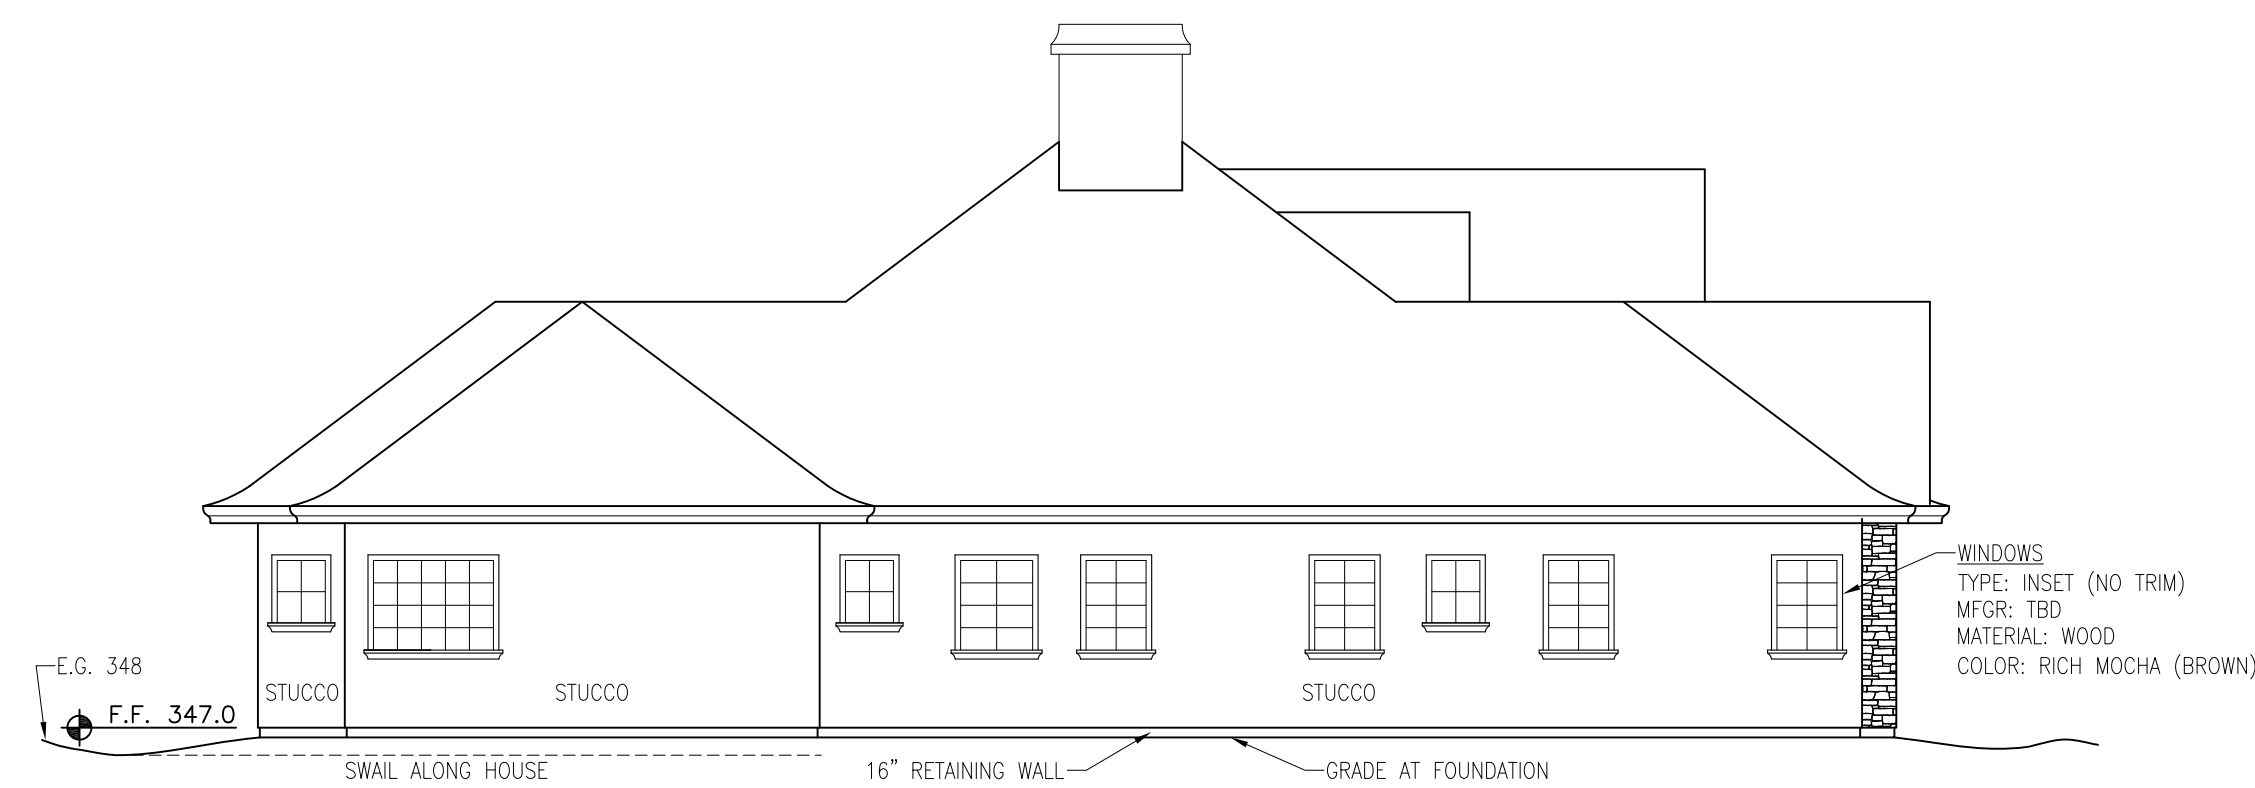 WINDOWS
TYPE: INSET (NO TRIM)
MFGR: TBD
MATERIAL: WOOD
COLOR: RICH MOCHA (BROWN)
E.G. 348
STUCCO
STUCCO
STUCCO
F.F. 347.0
SWAIL ALONG HOUSE
16” RETAINING WALL
GRADE AT FOUNDATION